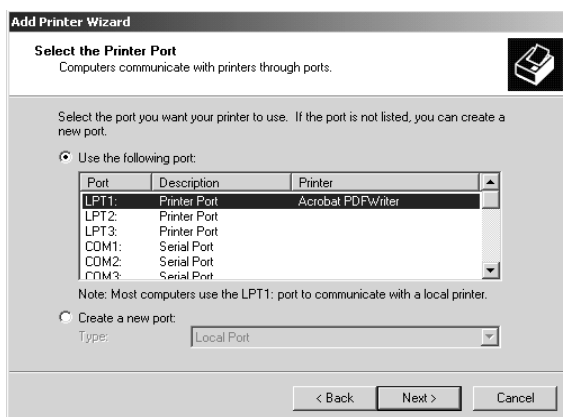 Add Printer Wizard
Select the Printer Port
Computers communicate with printers through ports.
Select the port you want your printer to use. If the port is not listed, you can create a
new port.
Use the following port:
Port Description Printer
LPT1: Printer Port Acrobat PDFWriter
LPT2: Printer Port
LPT3: Printer Port
COM1: Serial Port
COM2: Serial Port
COM3: Serial Port
Note: Most computers use the LPT1: port to communicate with a local printer.
Create a new port:
Type: Local Port
< Back Next > Cancel